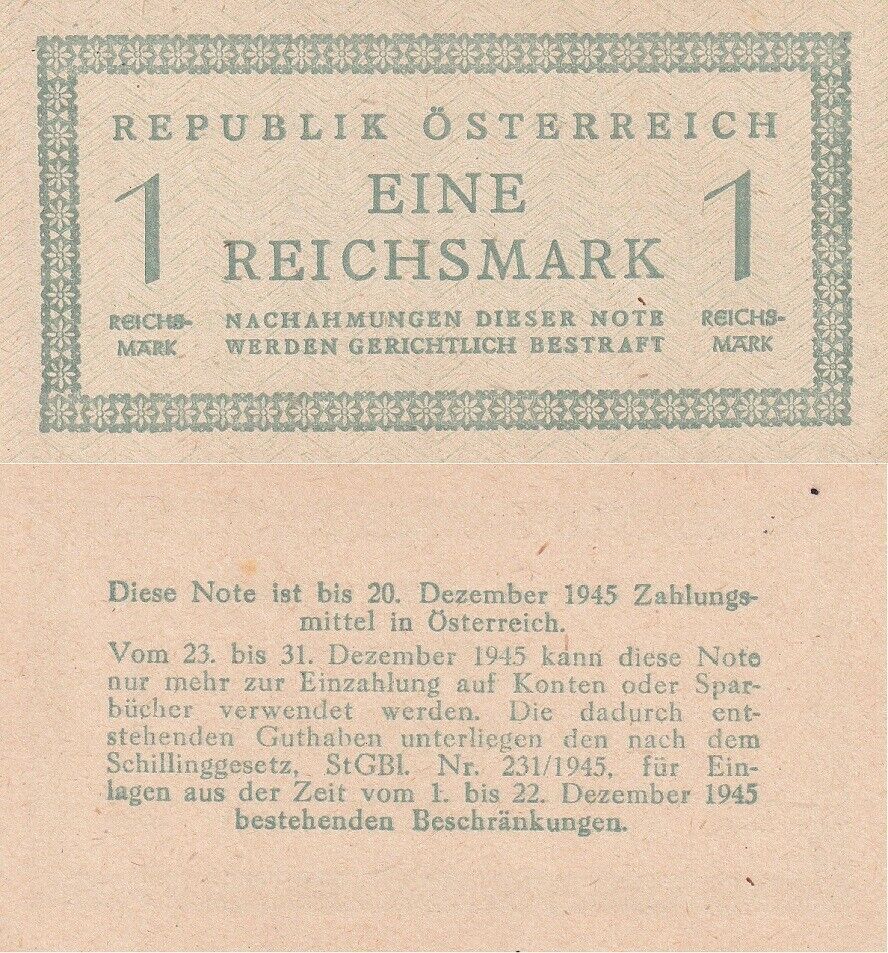 REPUBLIK ÖSTERREICH
1 EINE 1
REICHSMARK
REICHS- NACHAHMUNGEN DIESER NOTE REICHS-
MARK WERDEN GERICHTLICH BESTRAFT MARK
Diese Note ist bis 20. Dezember 1945 Zahlungs-
mittel in Österreich.
Vom 23. bis 31. Dezember 1945 kann diese Note
nur mehr zur Einzahlung auf Konten oder Spar-
bücher verwendet werden. Die dadurch ent-
stehenden Guthaben unterliegen den nach dem
Schillinggesetz, StGBl. Nr. 231/1945, für Ein-
lagen aus der Zeit vom 1. bis 22. Dezember 1945
bestehenden Beschränkungen.